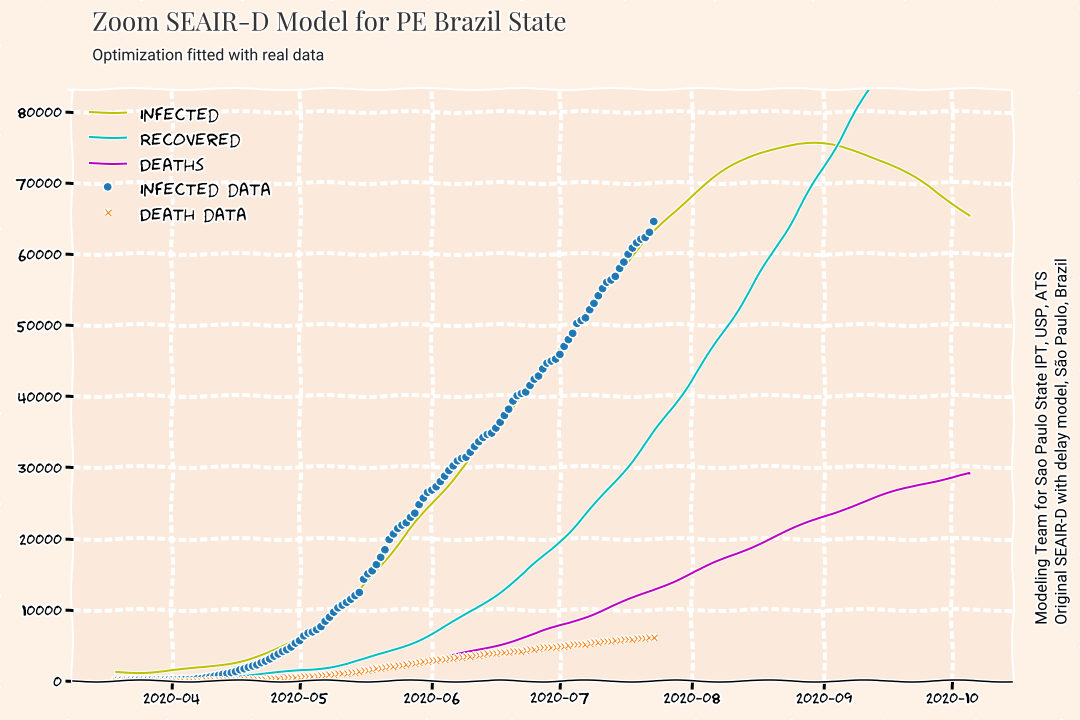 Zoom SEAIR-D Model for PE Brazil State
Optimization fitted with real data
INFECTED
RECOVERED
DEATHS
INFECTED DATA
DEATH DATA
80000
70000
60000
50000
40000
30000
20000
10000
0
2020-04
2020-05
2020-06
2020-07
2020-08
2020-09
2020-10
Modeling Team for Sao Paulo State IPT, USP, ATS
Original SEAIR-D with delay model, São Paulo, Brazil